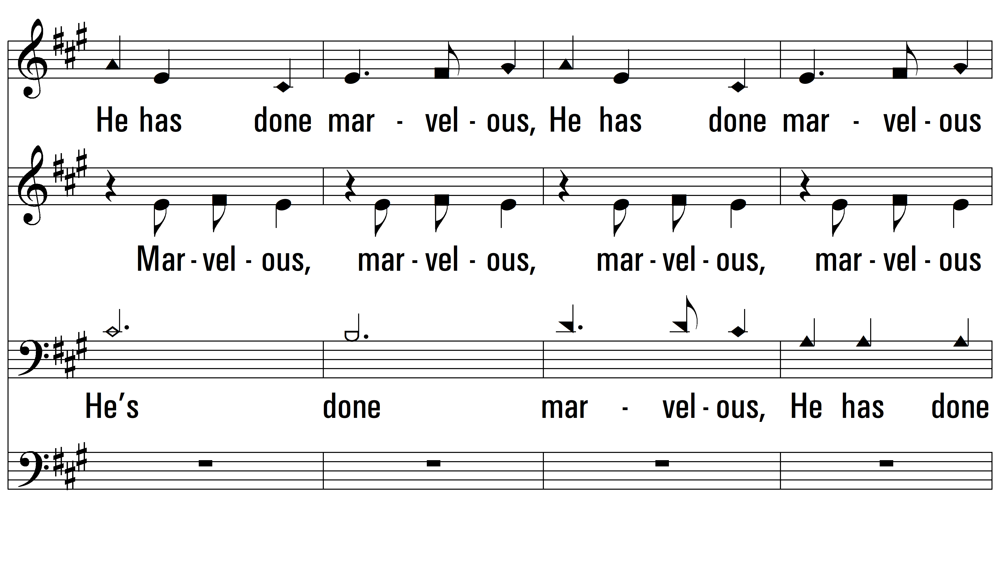 He has done mar - vel - ous, He has done mar - vel - ous
Mar - vel - ous, mar - vel - ous, mar - vel - ous, mar - vel - ous
He’s done mar - vel - ous, He has done